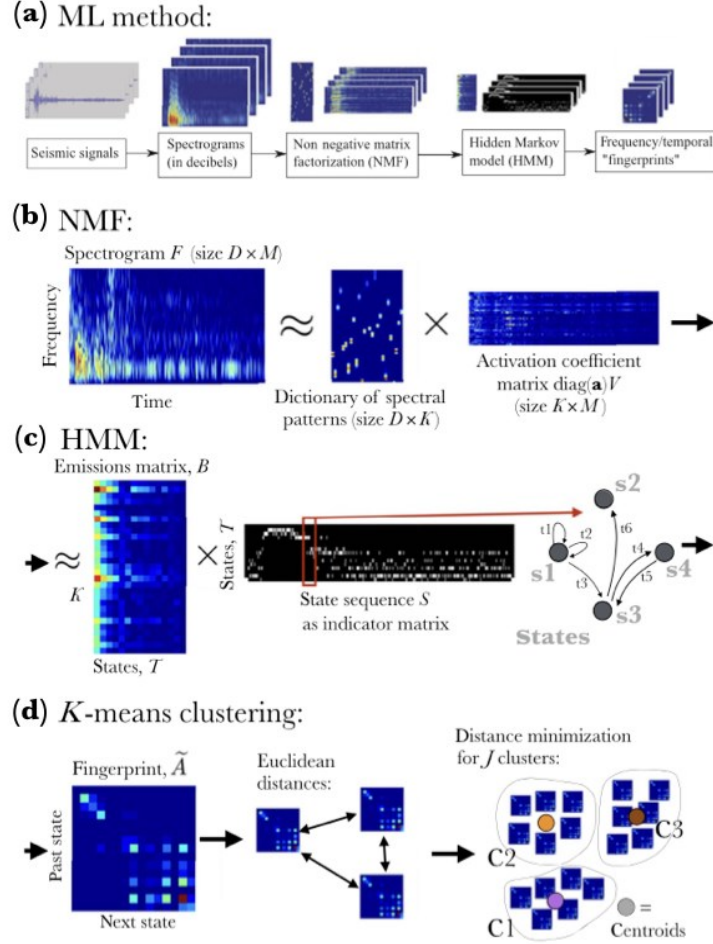 (a) ML method:
Seismic signals
Spectrograms
(in decibels)
Non negative matrix
factorization (NMF)
Hidden Markov
model (HMM)
Frequency/temporal
"fingerprints"
(b) NMF:
Spectrogram F (size D × M)
Frequency
Time
≈
×
Dictionary of spectral
patterns (size D×K)
Activation coefficient
matrix diag(a)V
(size K×M)
(c) HMM:
Emissions matrix, B
≈
K
States, T
×
States, T
State sequence S
as indicator matrix
s2
t1
t2
t6
t4
s1
s4
t3
t5
s3
States
(d) K-means clustering:
Fingerprint, Ã
Past state
Next state
Euclidean
distances:
Distance minimization
for J clusters:
C2
C3
C1
=
Centroids